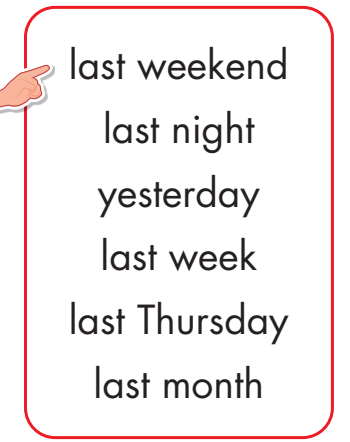 last weekend
last night
yesterday
last week
last Thursday
last month